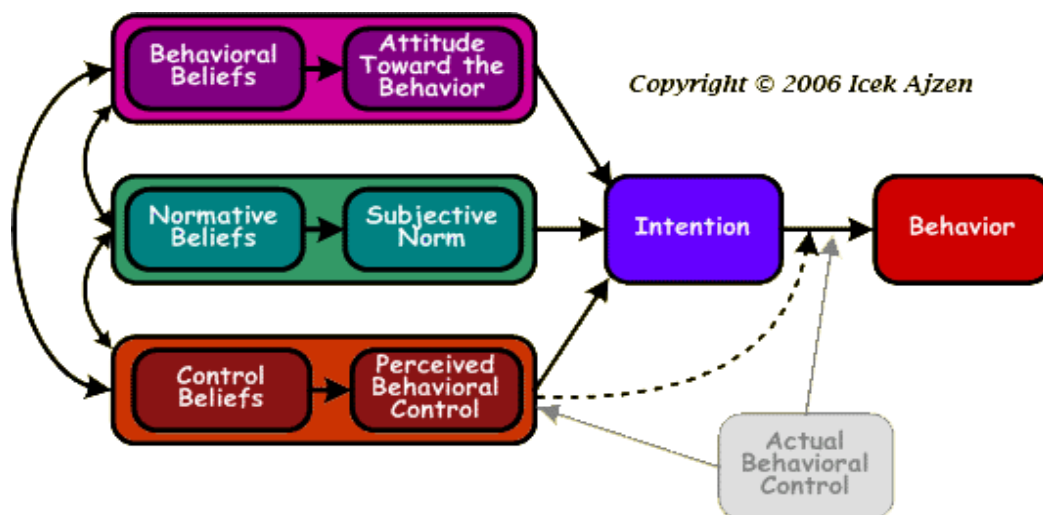 Behavioral
Beliefs
Attitude
Toward the
Behavior
Copyright © 2006 Icek Ajzen
Normative
Beliefs
Subjective
Norm
Intention
Behavior
Control
Beliefs
Perceived
Behavioral
Control
Actual
Behavioral
Control